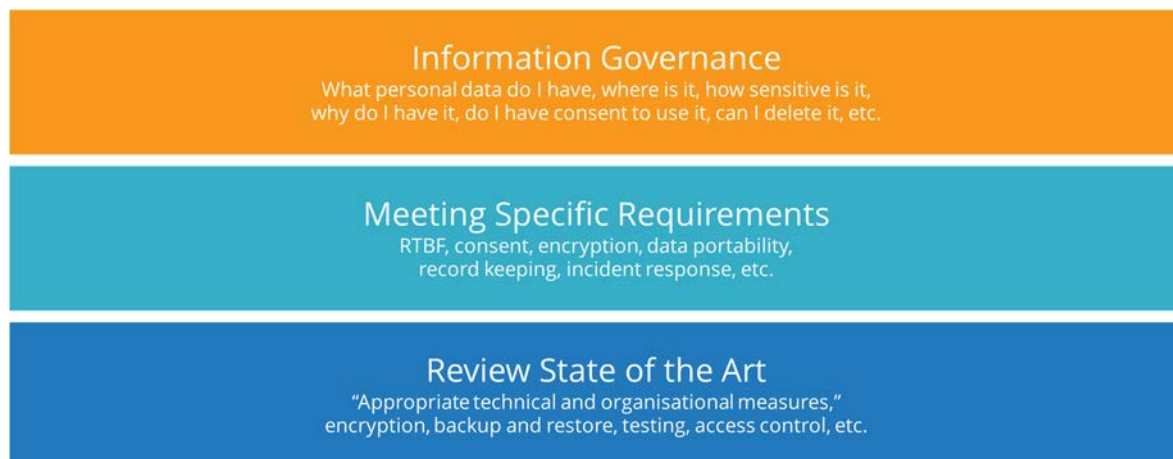 Information Governance
What personal data do I have, where is it, how sensitive is it,
why do I have it, do I have consent to use it, can I delete it, etc.
Meeting Specific Requirements
RTBF, consent, encryption, data portability,
record keeping, incident response, etc.
Review State of the Art
“Appropriate technical and organisational measures,”
encryption, backup and restore, testing, access control, etc.